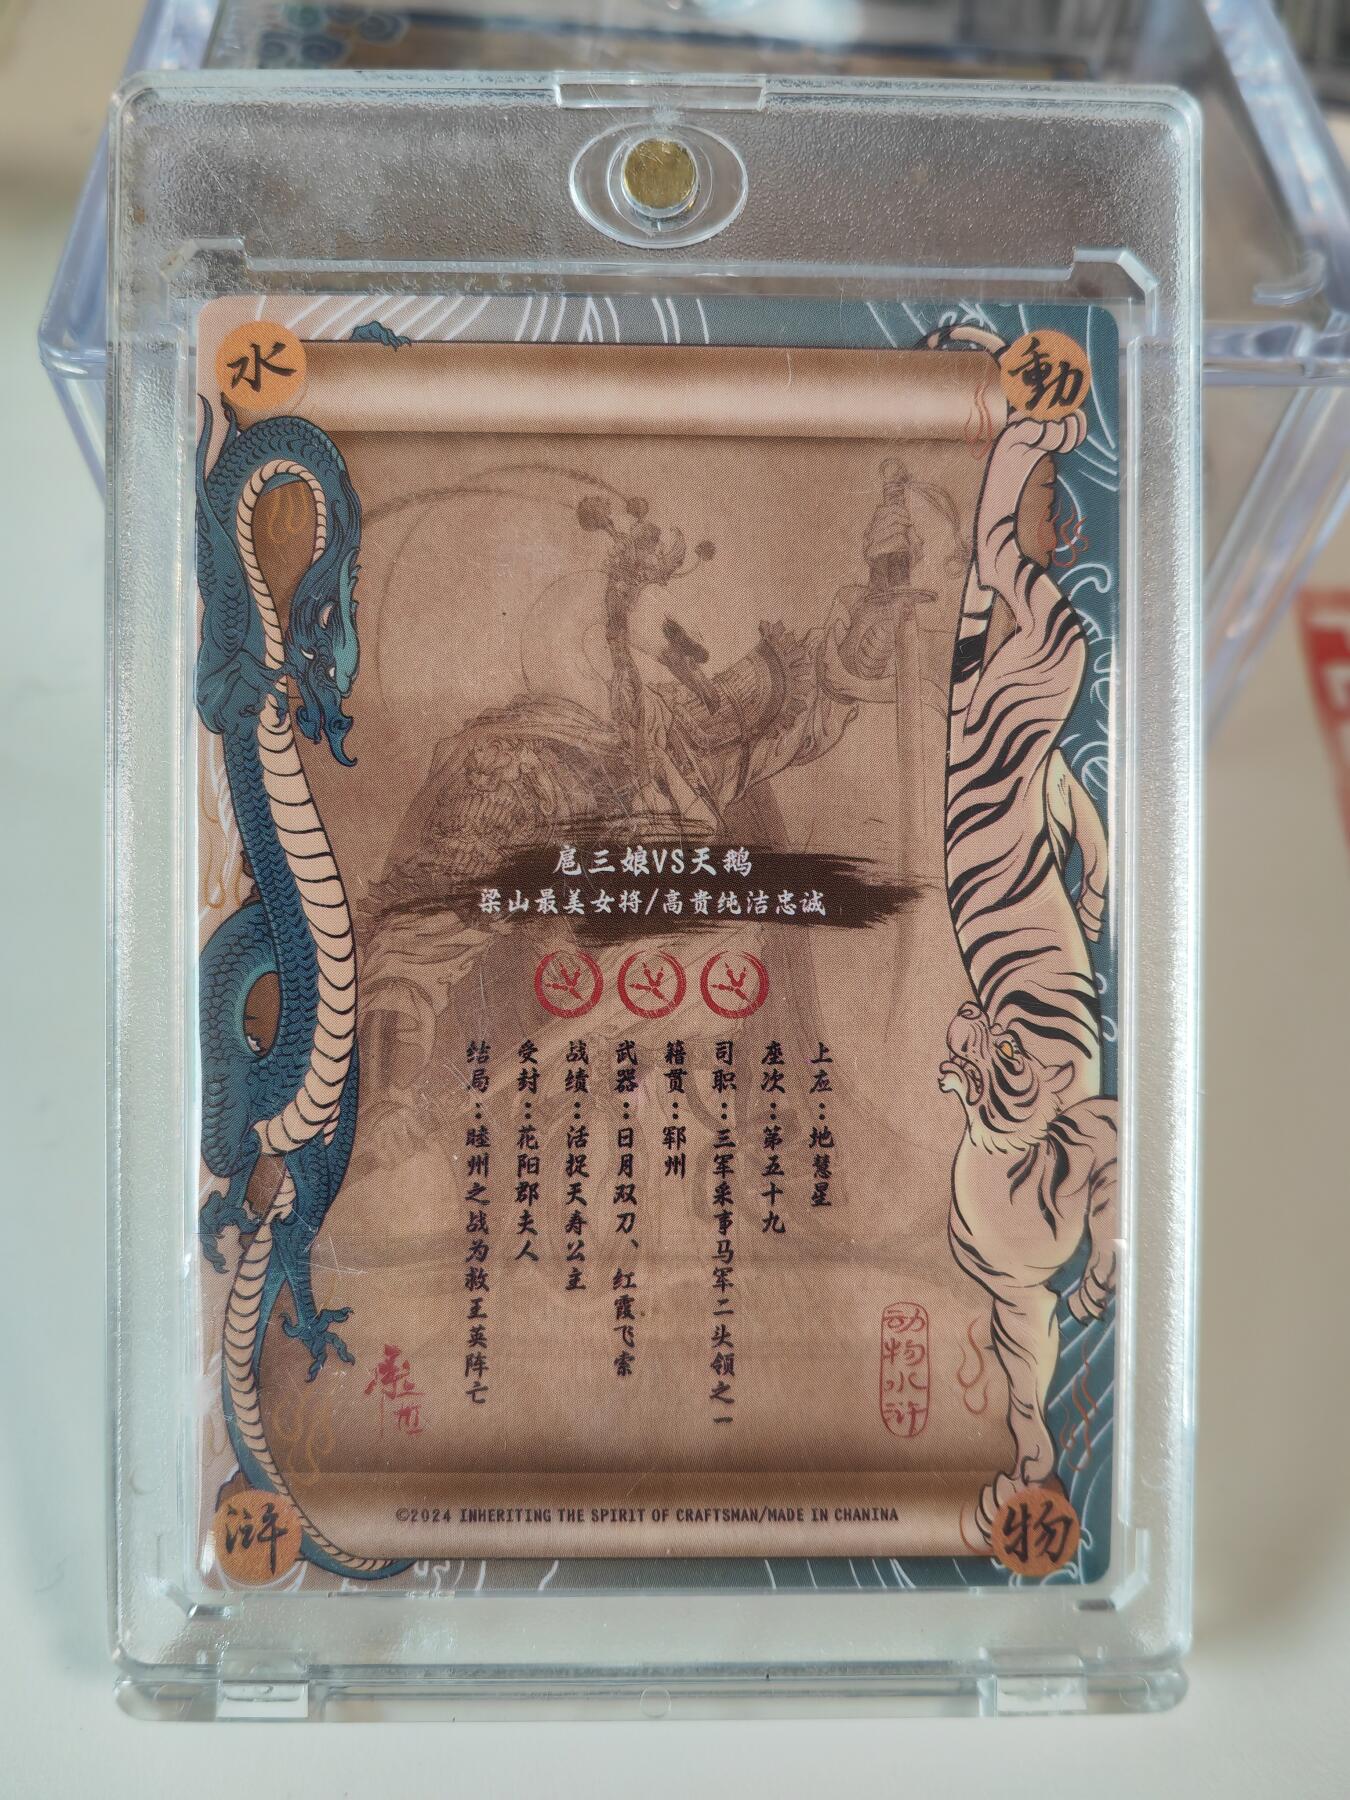 動
物
水
浒
扈三娘VS天鹅
梁山最美女将/高贵纯洁忠诚
上应：地慧星
座次：第五十九
司职：三军采事马军二头领之一
籍贯：郓州
武器：日月双刀、红霞飞索
战绩：活捉天寿公主
受封：花阳郡夫人
结局：睦州之战为救王英阵亡
动物水浒
©2024 INHERITING THE SPIRIT OF CRAFTSMAN/MADE IN CHANINA